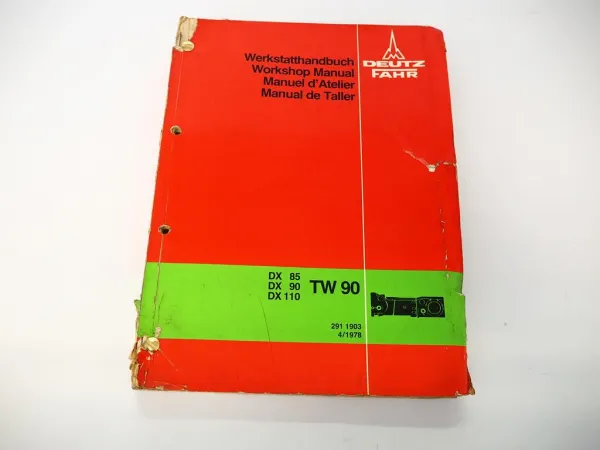 Werkstatthandbuch
Workshop Manual
Manuel d'Atelier
Manual de Taller
DEUTZ
FAHR
DX 85
DX 90
DX 110
TW 90
291 1903
4/1978